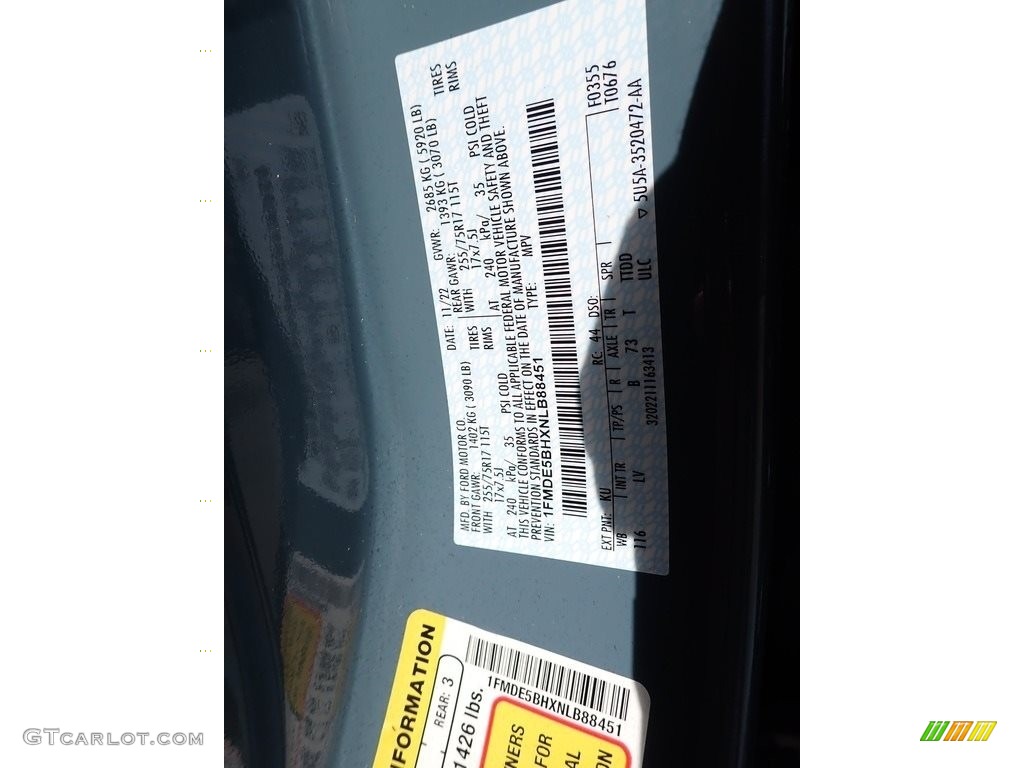 MFD. BY FORD MOTOR CO.
DATE: 11/22 GVWR: 2685 KG ( 5920 LB)
FRONT GAWR: 1402 KG ( 3090 LB) REAR GAWR: 1393 KG ( 3070 LB)
WITH 255/75R17 115T TIRES WITH 255/75R17 115T TIRES
17x7.5J RIMS 17x7.5J RIMS
AT 240 kPa/ 35 PSI COLD AT 240 kPa/ 35 PSI COLD
THIS VEHICLE CONFORMS TO ALL APPLICABLE FEDERAL MOTOR VEHICLE SAFETY AND THEFT
PREVENTION STANDARDS IN EFFECT ON THE DATE OF MANUFACTURE SHOWN ABOVE.
VIN: 1FMDE5BHXNLB88451 TYPE: MPV
F0355
T0676
EXT PNT: KU RC: 44 DSO:
WB INT TR TP/PS R AXLE TR SPR
116 LV B 73 T TTDD
ULC
3202211163413
▽ 5U5A-3520472-AA
NFORMATION
REAR: 3
1426 lbs.
1FMDE5BHXNLB88451
NERS
FOR
AL
ON
GTCARLOT.COM